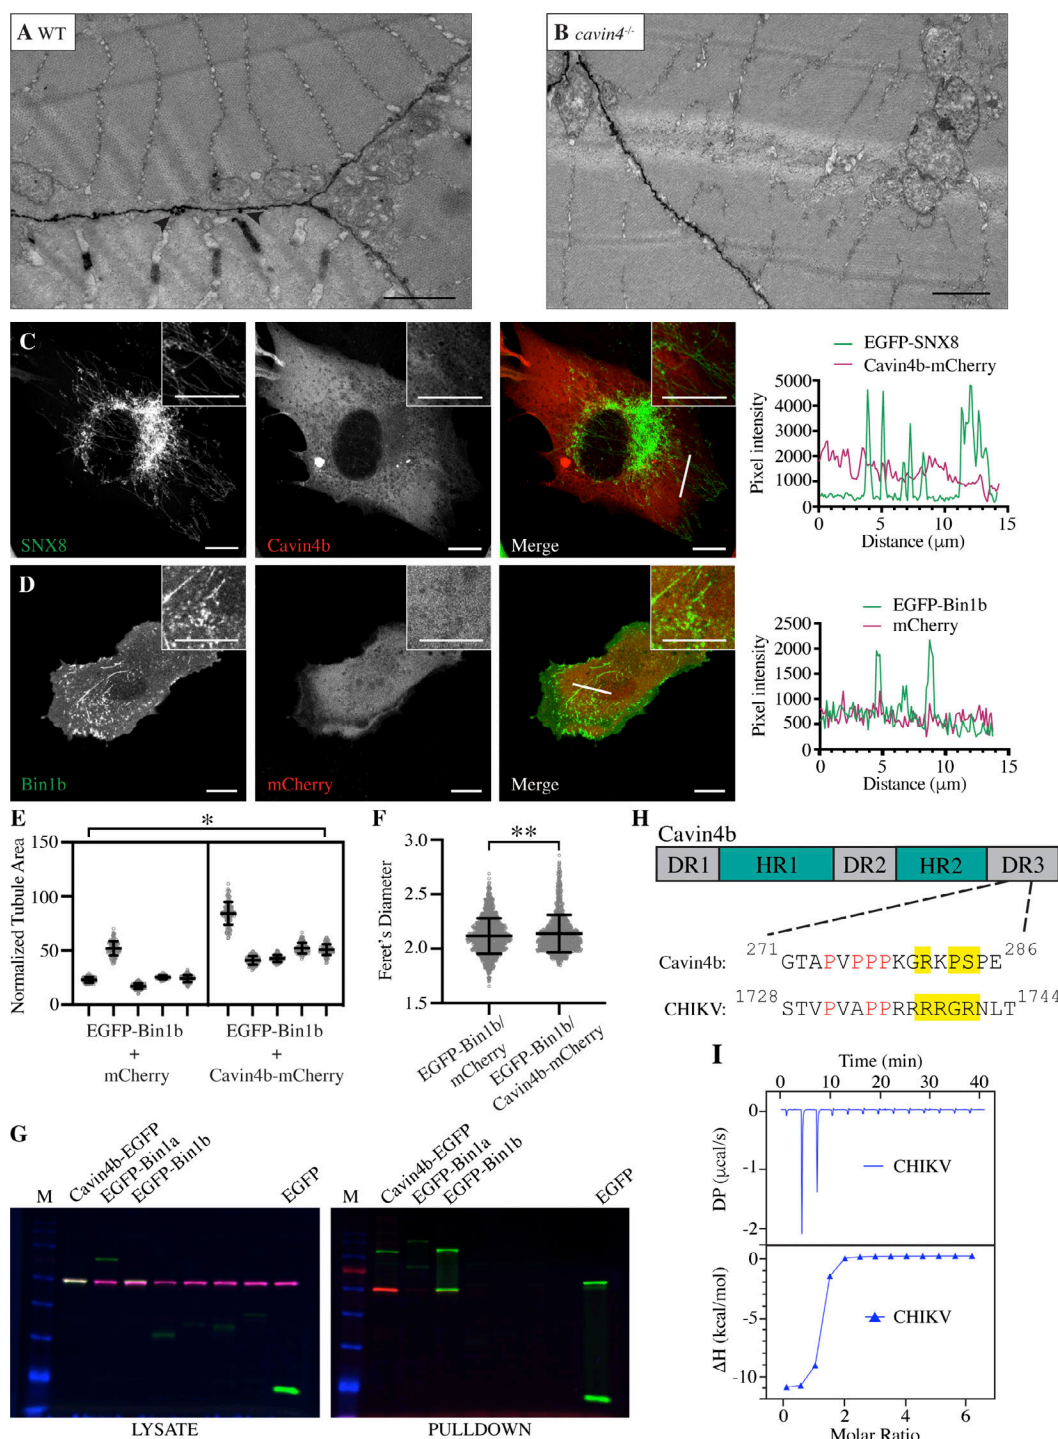 A WT
B cavin4-/-
C
SNX8
Cavin4b
Merge
EGFP-SNX8
Cavin4b-mCherry
Pixel intensity
5000
4000
3000
2000
1000
0
0 5 10 15
Distance (μm)
D
Bin1b
mCherry
Merge
EGFP-Bin1b
mCherry
Pixel intensity
2500
2000
1500
1000
500
0
0 5 10 15
Distance (μm)
E
Normalized Tubule Area
150
100
50
0
*
EGFP-Bin1b
+
mCherry
EGFP-Bin1b
+
Cavin4b-mCherry
F
Feret's Diameter
3.0
2.5
2.0
1.5
**
EGFP-Bin1b/
mCherry
EGFP-Bin1b/
Cavin4b-mCherry
G
M
Cavin4b-EGFP
EGFP-Bin1a
EGFP-Bin1b
EGFP
M
Cavin4b-EGFP
EGFP-Bin1a
EGFP-Bin1b
EGFP
LYSATE
PULLDOWN
H
Cavin4b
DR1 HR1 DR2 HR2 DR3
Cavin4b: 271 GTAPVPPPKGRKPSPE 286
CHIKV: 1728 STVPVAPPRRRRGRNLT 1744
I
Time (min)
0 10 20 30 40
DP (μcal/s)
0
-1
-2
CHIKV
ΔH (kcal/mol)
0
-5
-10
CHIKV
0 2 4 6
Molar Ratio